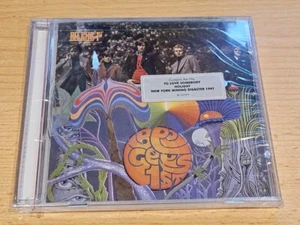 TO LOVE SOMEBODY
HOLIDAY
NEW YORK MINING DISASTER 1941
Bee
Gees
1st